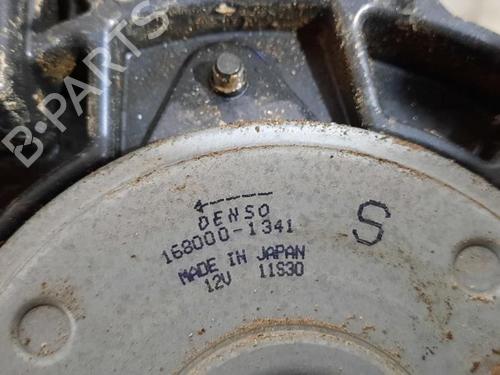 DENSO
168000-1341
MADE IN JAPAN
12V 11S30
S
B-PARTS